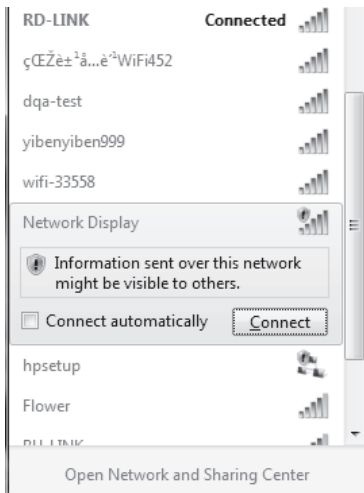 RD-LINK Connected
çŒŽè±¹å…è´¹WiFi452
dqa-test
yibenyiben999
wifi-33558
Network Display
Information sent over this network
might be visible to others.
Connect automatically Connect
hpsetup
Flower
Open Network and Sharing Center